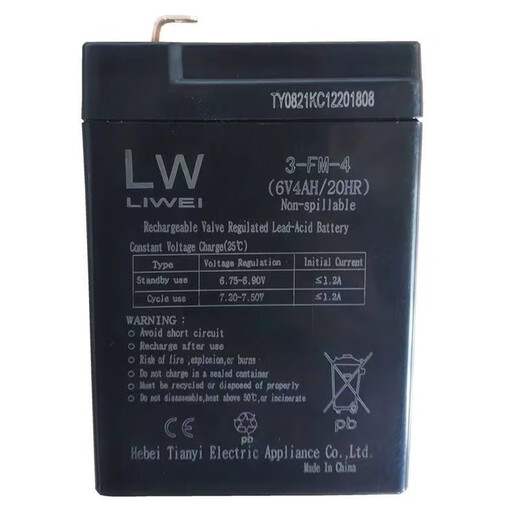 TY0821KC12201808
LW
LIWEI
3-FM-4
(6V4AH/20HR)
Non-spillable
Rechargeable Valve Regulated Lead-Acid Battery
Constant Voltage Charge(25℃)
Type Voltage Regulation Initial Current
Standby use 6.75-6.90V ≤1.2A
Cycle use 7.20-7.50V ≤1.2A
WARNING:
Avoid short circuit
Recharge after use
Risk of fire ,explosion,or burns
Do not charge in a sealed container
Must be recycled or disposed of properly
Do not disassemble,heat above 50℃,or incinerate
CE
pb
pb
Hebei Tianyi Electric Appliance Co.,Ltd.
Made In China